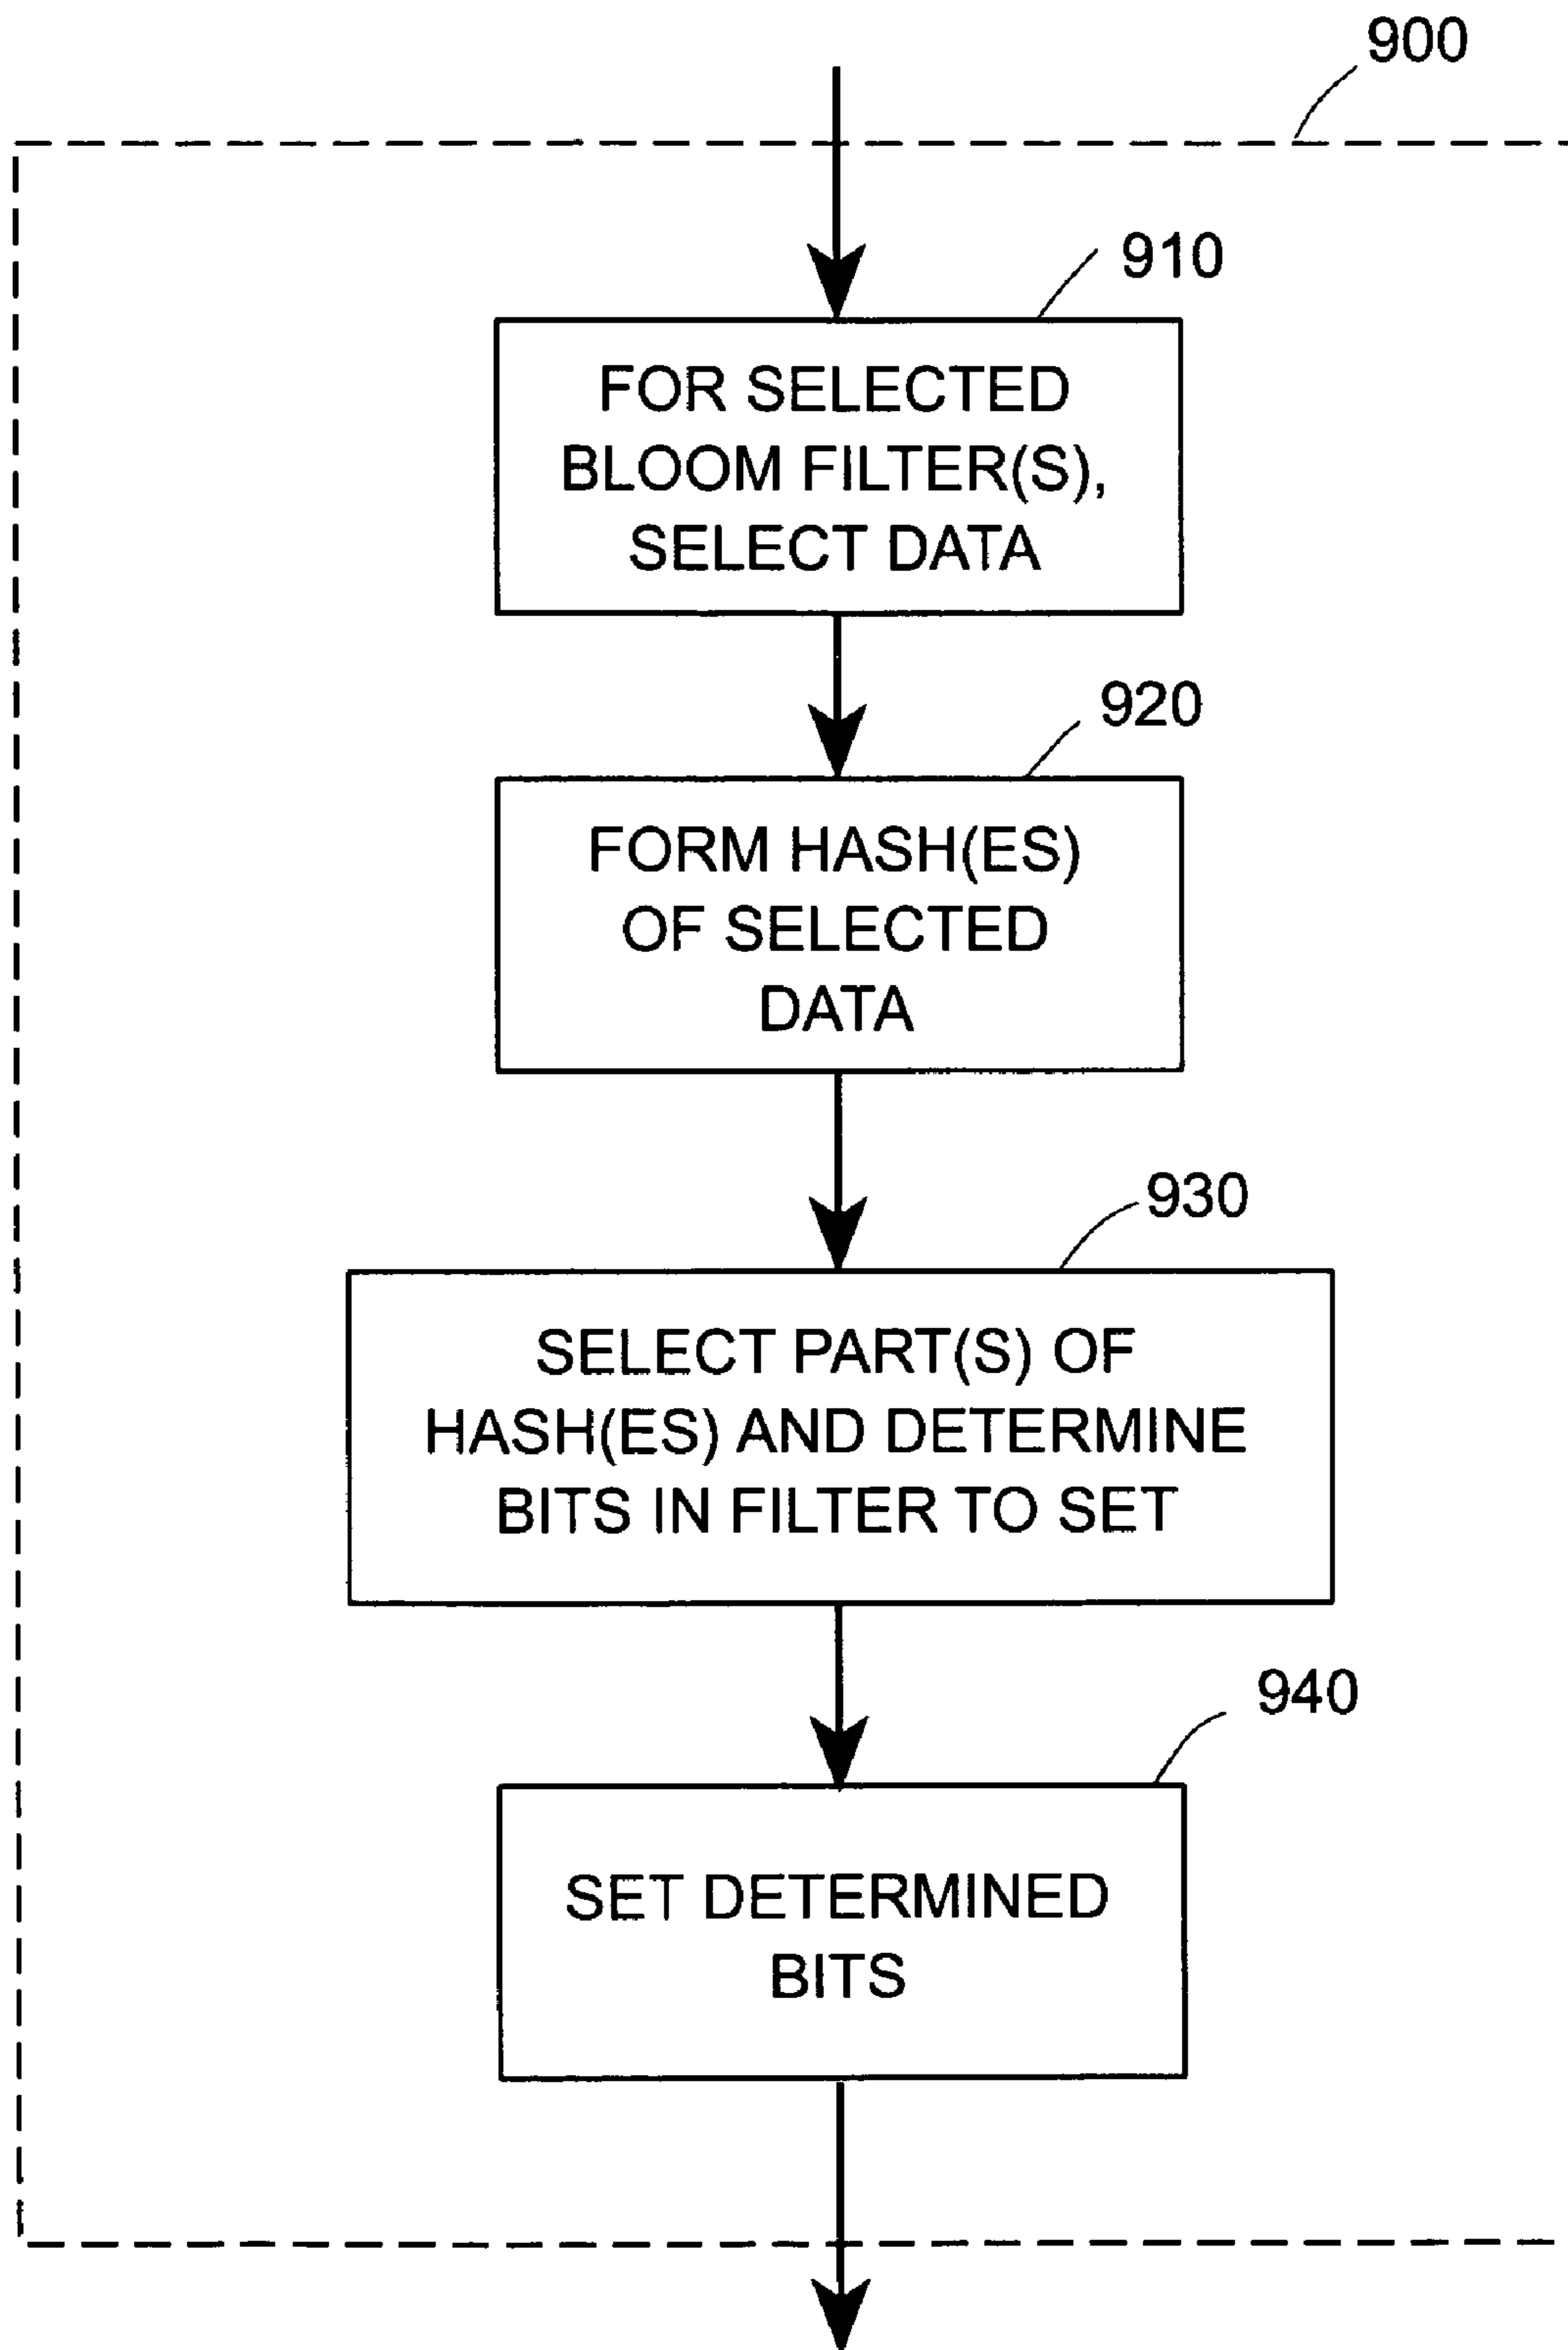 900
910
FOR SELECTED
BLOOM FILTER(S),
SELECT DATA
920
FORM HASH(ES)
OF SELECTED
DATA
930
SELECT PART(S) OF
HASH(ES) AND DETERMINE
BITS IN FILTER TO SET
940
SET DETERMINED
BITS